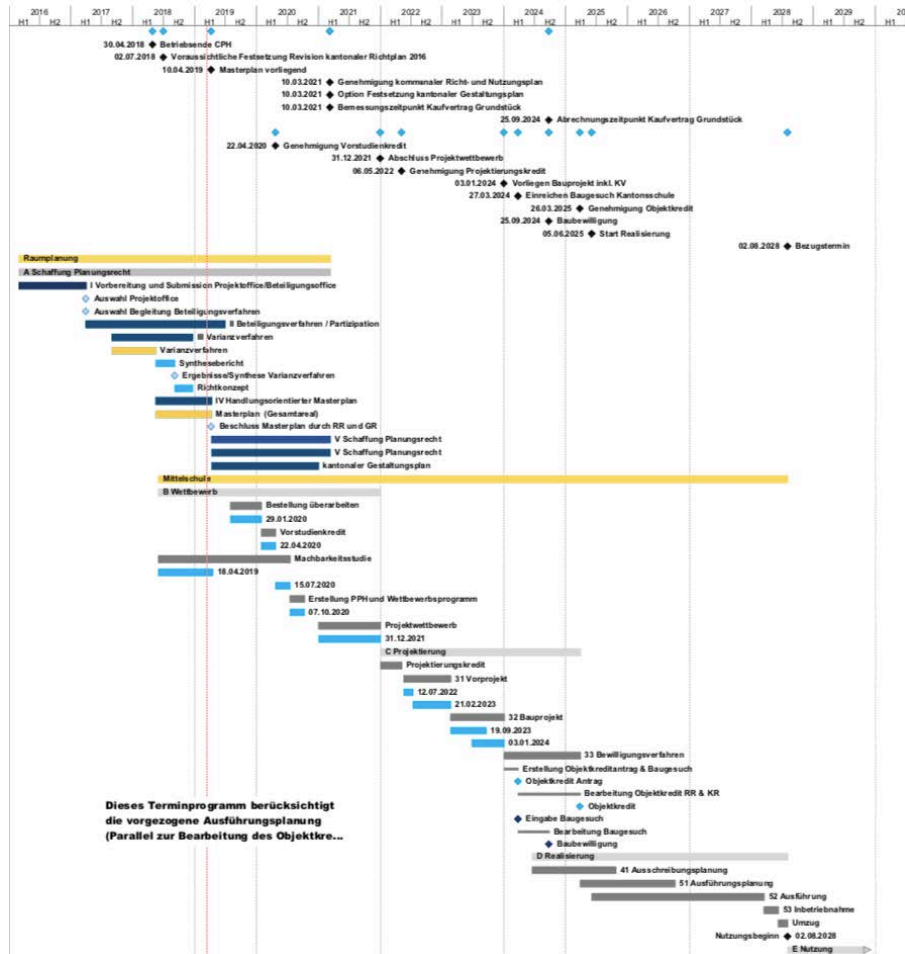 2016 2017 2018 2019 2020 2021 2022 2023 2024 2025 2026 2027 2028 2029 20
H1 H2 H1 H2 H1 H2 H1 H2 H1 H2 H1 H2 H1 H2 H1 H2 H1 H2 H1 H2 H1 H2 H1 H2 H1 H2 H1 H2 H1
30.04.2018 Betriebsende CPH
02.07.2018 Voraussichtliche Festsetzung Revision kantonaler Richtplan 2016
10.04.2019 Masterplan vorliegend
10.03.2021 Genehmigung kommunaler Richt- und Nutzungsplan
10.03.2021 Option Festsetzung kantonaler Gestaltungsplan
10.03.2021 Bemessungszeitpunkt Kaufvertrag Grundstück
25.09.2024 Abrechnungszeitpunkt Kaufvertrag Grundstück
22.04.2020 Genehmigung Vorstudienkredit
31.12.2021 Abschluss Projektwettbewerb
06.05.2022 Genehmigung Projektierungskredit
03.01.2024 Vorliegen Bauprojekt inkl. KV
27.03.2024 Einreichen Baugesuch Kantonsschule
26.03.2025 Genehmigung Objektkredit
25.09.2024 Baubewilligung
05.06.2025 Start Realisierung
02.08.2028 Bezugstermin
Raumplanung
A Schaffung Planungsrecht
I Vorbereitung und Submission Projektoffice/Beteiligungsoffice
Auswahl Projektoffice
Auswahl Begleitung Beteiligungsverfahren
II Beteiligungsverfahren / Partizipation
III Varianzverfahren
Varianzverfahren
Synthesebericht
Ergebnisse/Synthese Varianzverfahren
Richtkonzept
IV Handlungsorientierter Masterplan
Masterplan (Gesamtareal)
Beschluss Masterplan durch RR und GR
V Schaffung Planungsrecht
V Schaffung Planungsrecht
kantonaler Gestaltungsplan
Mittelschule
B Wettbewerb
Bestellung überarbeiten
29.01.2020
Vorstudienkredit
22.04.2020
Machbarkeitsstudie
18.04.2019
15.07.2020
Erstellung PPH und Wettbewerbsprogramm
07.10.2020
Projektwettbewerb
31.12.2021
C Projektierung
Projektierungskredit
31 Vorprojekt
12.07.2022
21.02.2023
32 Bauprojekt
19.09.2023
03.01.2024
33 Bewilligungsverfahren
Erstellung Objektkreditantrag & Baugesuch
Objektkredit Antrag
Bearbeitung Objektkredit RR & KR
Objektkredit
Eingabe Baugesuch
Bearbeitung Baugesuch
Baubewilligung
Dieses Terminprogramm berücksichtigt
die vorgezogene Ausführungsplanung
(Parallel zur Bearbeitung des Objektkre...
D Realisierung
41 Ausschreibungsplanung
51 Ausführungsplanung
52 Ausführung
53 Inbetriebnahme
Umzug
Nutzungsbeginn 02.08.2028
E Nutzung